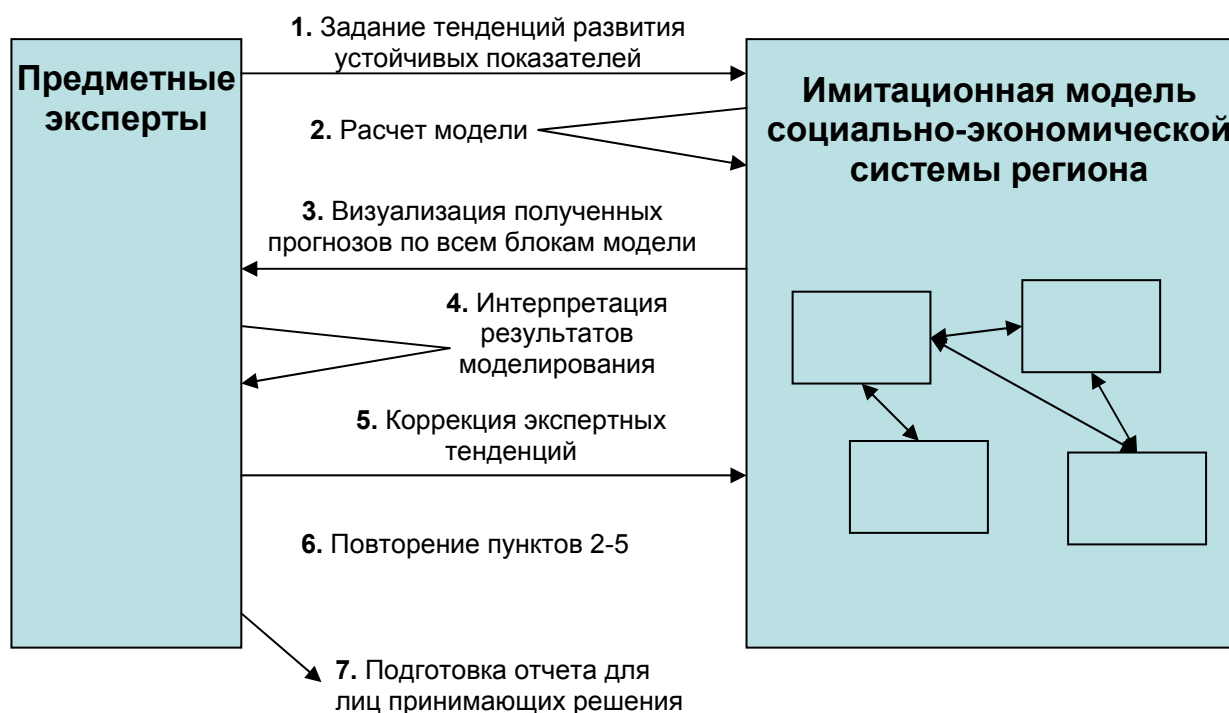 Предметные
эксперты
1. Задание тенденций развития
устойчивых показателей
2. Расчет модели
3. Визуализация полученных
прогнозов по всем блокам модели
4. Интерпретация
результатов
моделирования
5. Коррекция экспертных
тенденций
6. Повторение пунктов 2-5
7. Подготовка отчета для
лиц принимающих решения
Имитационная модель
социально-экономической
системы региона